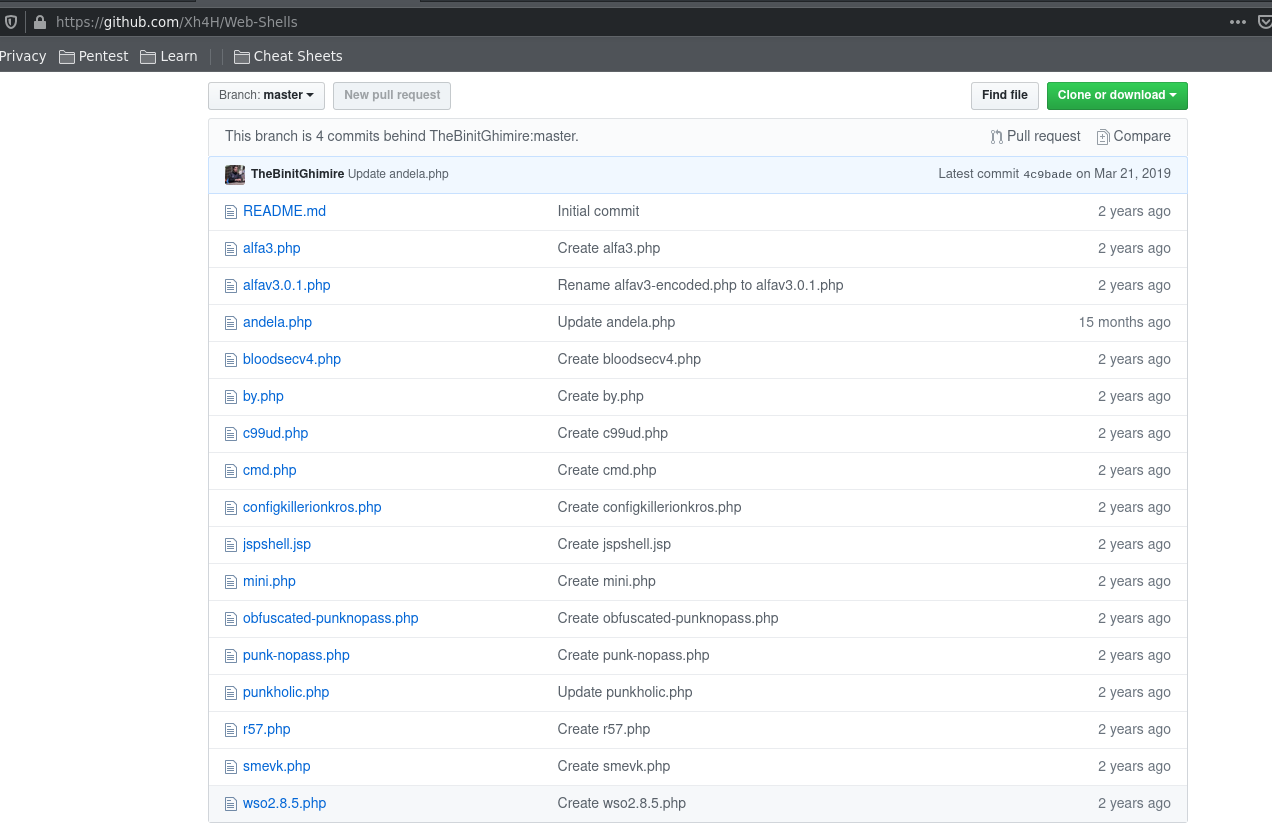 https://github.com/Xh4H/Web-Shells
Privacy Pentest Learn Cheat Sheets
Branch: master New pull request Find file Clone or download
This branch is 4 commits behind TheBinitGhimire:master. Pull request Compare
TheBinitGhimire Update andela.php Latest commit 4c9bade on Mar 21, 2019
README.md Initial commit 2 years ago
alfa3.php Create alfa3.php 2 years ago
alfav3.0.1.php Rename alfav3-encoded.php to alfav3.0.1.php 2 years ago
andela.php Update andela.php 15 months ago
bloodsecv4.php Create bloodsecv4.php 2 years ago
by.php Create by.php 2 years ago
c99ud.php Create c99ud.php 2 years ago
cmd.php Create cmd.php 2 years ago
configkillerionkros.php Create configkillerionkros.php 2 years ago
jspshell.jsp Create jspshell.jsp 2 years ago
mini.php Create mini.php 2 years ago
obfuscated-punknopass.php Create obfuscated-punknopass.php 2 years ago
punk-nopass.php Create punk-nopass.php 2 years ago
punkholic.php Update punkholic.php 2 years ago
r57.php Create r57.php 2 years ago
smevk.php Create smevk.php 2 years ago
wso2.8.5.php Create wso2.8.5.php 2 years ago